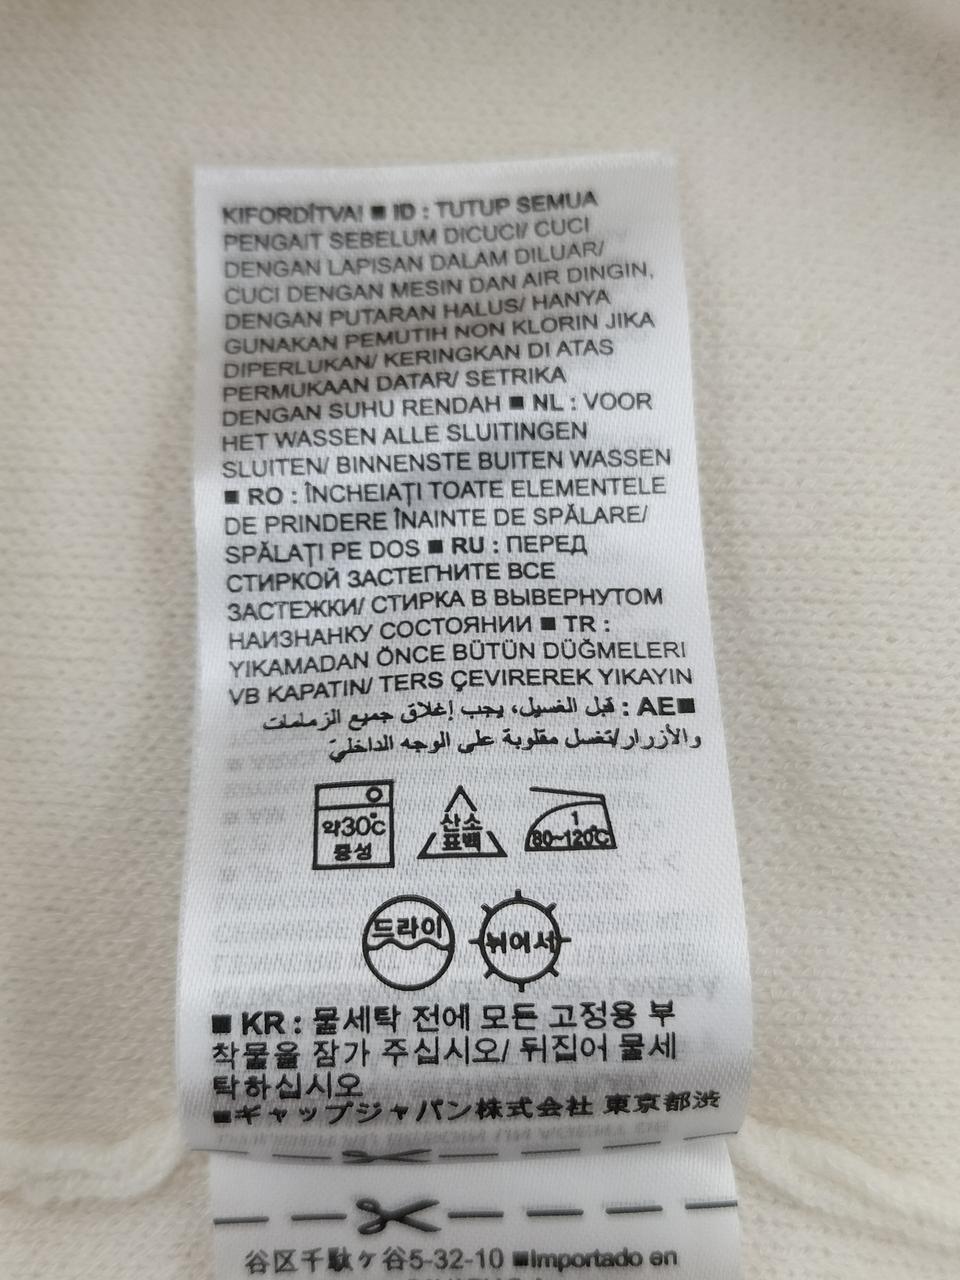 KIFORDÍTVA! ■ ID : TUTUP SEMUA
PENGAIT SEBELUM DICUCI/ CUCI
DENGAN LAPISAN DALAM DILUAR/
CUCI DENGAN MESIN DAN AIR DINGIN,
DENGAN PUTARAN HALUS/ HANYA
GUNAKAN PEMUTIH NON KLORIN JIKA
DIPERLUKAN/ KERINGKAN DI ATAS
PERMUKAAN DATAR/ SETRIKA
DENGAN SUHU RENDAH ■ NL : VOOR
HET WASSEN ALLE SLUITINGEN
SLUITEN/ BINNENSTE BUITEN WASSEN
■ RO : ÎNCHEIAȚI TOATE ELEMENTELE
DE PRINDERE ÎNAINTE DE SPĂLARE/
SPĂLAȚI PE DOS ■ RU : ПЕРЕД
СТИРКОЙ ЗАСТЕГНИТЕ ВСЕ
ЗАСТЕЖКИ/ СТИРКА В ВЫВЕРНУТОМ
НАИЗНАНКУ СОСТОЯНИИ ■ TR :
YIKAMADAN ÖNCE BÜTÜN DÜĞMELERI
VB KAPATIN/ TERS ÇEVIREREK YIKAYIN
■AE : قبل الغسيل، يجب إغلاق جميع الزمامات
والأزرار/تغسل مقلوبة على الوجه الداخليّ
약30℃
중성
산소
표백
1
80~120℃
드라이
뉘어서
■ KR : 물세탁 전에 모든 고정용 부
착물을 잠가 주십시오/ 뒤집어 물세
탁하십시오
■ギャップジャパン株式会社 東京都渋
谷区千駄ヶ谷5-32-10 ■Importado en